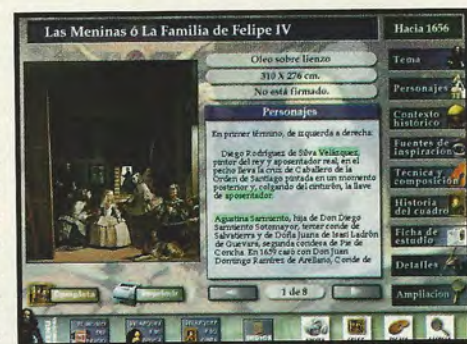 Las Meninas ó La Familia de Felipe IV
Hacia 1656
Oleo sobre lienzo
310 X 276 cm.
No está firmado.
Personajes
En primer término, de izquierda a derecha:
Diego Rodríguez de Silva Velázquez,
pintor del rey y aposentador real, en el
pecho lleva la cruz de Caballero de la
Orden de Santiago pintada en un momento
posterior y, colgando del cinturón, la llave
de aposentador.
Agustina Sarmiento, hija de Don Diego
Sarmiento Sotomayor, tercer conde de
Salvatierra y de Doña Juana de Isasi Ladrón
de Guevara, segunda condesa de Pie de
Concha. En 1659 casó con Don Juan
Domingo Ramírez de Arellano, Conde de
Tema
Personajes
Contexto
histórico
Fuentes de
inspiración
Técnica y
composición
Historia
del cuadro
Ficha de
estudio
Detalles
Ampliación
Completa
Imprimir
1 de 8